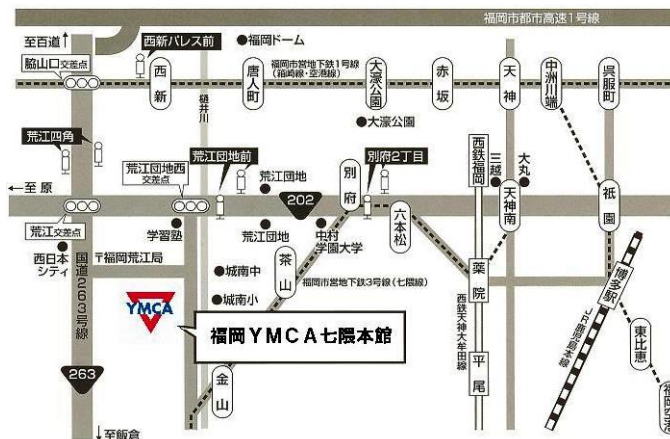 福岡市都市高速1号線
至百道↑
西新パレス前
●福岡ドーム
脇山口交差点
西新
唐人町
福岡市営地下鉄1号線
(箱崎線・空港線)
大濠公園
赤坂
天神
中洲川端
呉服町
樋井川
●大濠公園
荒江四角
荒江団地西
交差点
荒江団地前
荒江団地
別府
別府2丁目
西鉄福岡
三越
大丸
←至 原
202
天神南
祇園
荒江交差点
学習塾
荒江団地
中村
学園大学
六本松
西日本
シティ
国道263号線
〒福岡荒江局
●城南中
●城南小
茶山
福岡市営地下鉄3号線(七隈線)
薬院
西鉄天神大牟田線
博多駅
JR鹿児島本線
YMCA
福岡YMCA七隈本館
平尾
東比恵
263
金山
福岡空港
↓至飯倉